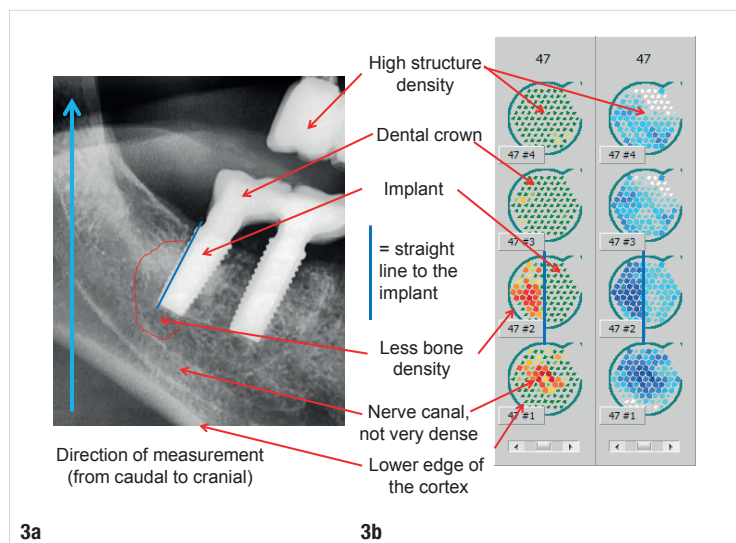 47
47
High structure
density
47 #4
47 #4
Dental crown
Implant
47 #3
47 #3
= straight
line to the
implant
47 #2
47 #2
Less bone
density
47 #1
47 #1
Nerve canal,
not very dense
Direction of measurement
(from caudal to cranial)
Lower edge of
the cortex
3a
3b